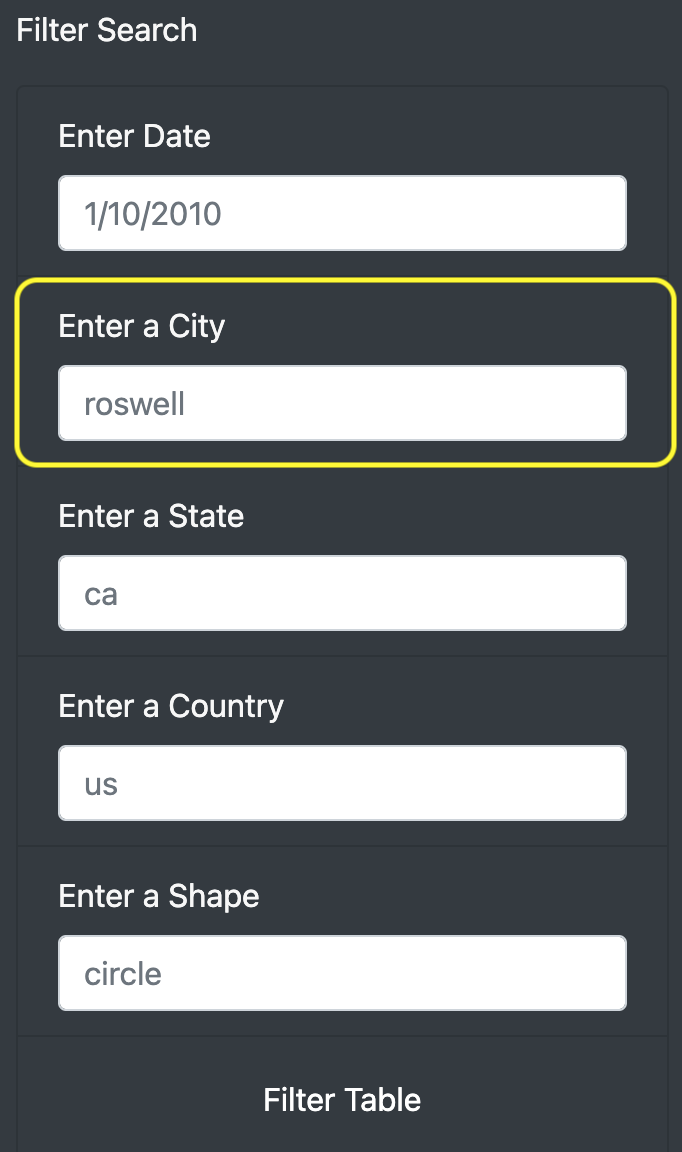 Filter Search
Enter Date
1/10/2010
Enter a City
roswell
Enter a State
ca
Enter a Country
us
Enter a Shape
circle
Filter Table